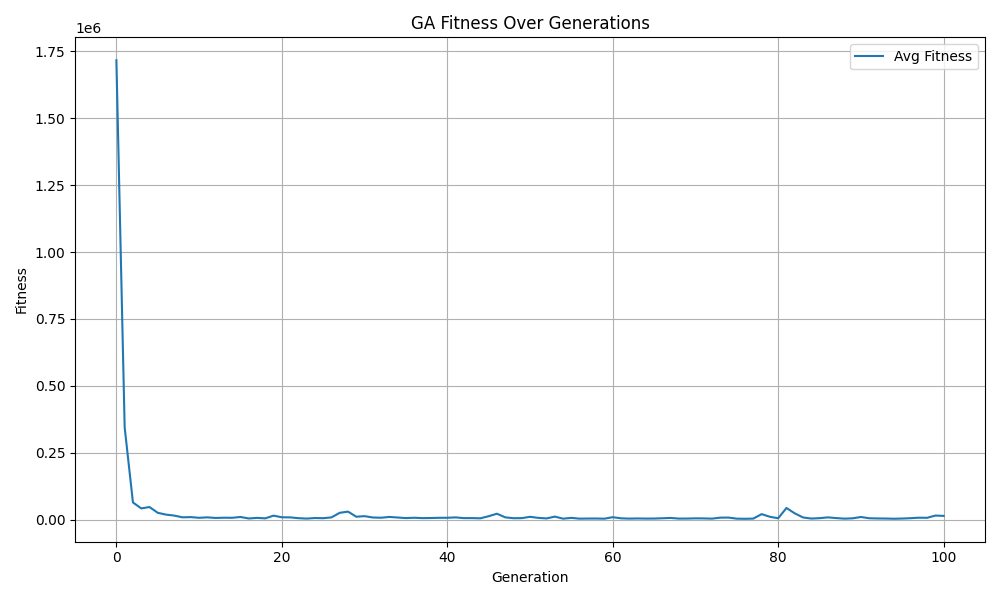 GA Fitness Over Generations
1e6
Avg Fitness
1.75
1.50
1.25
1.00
0.75
0.50
0.25
0.00
Fitness
0 20 40 60 80 100
Generation